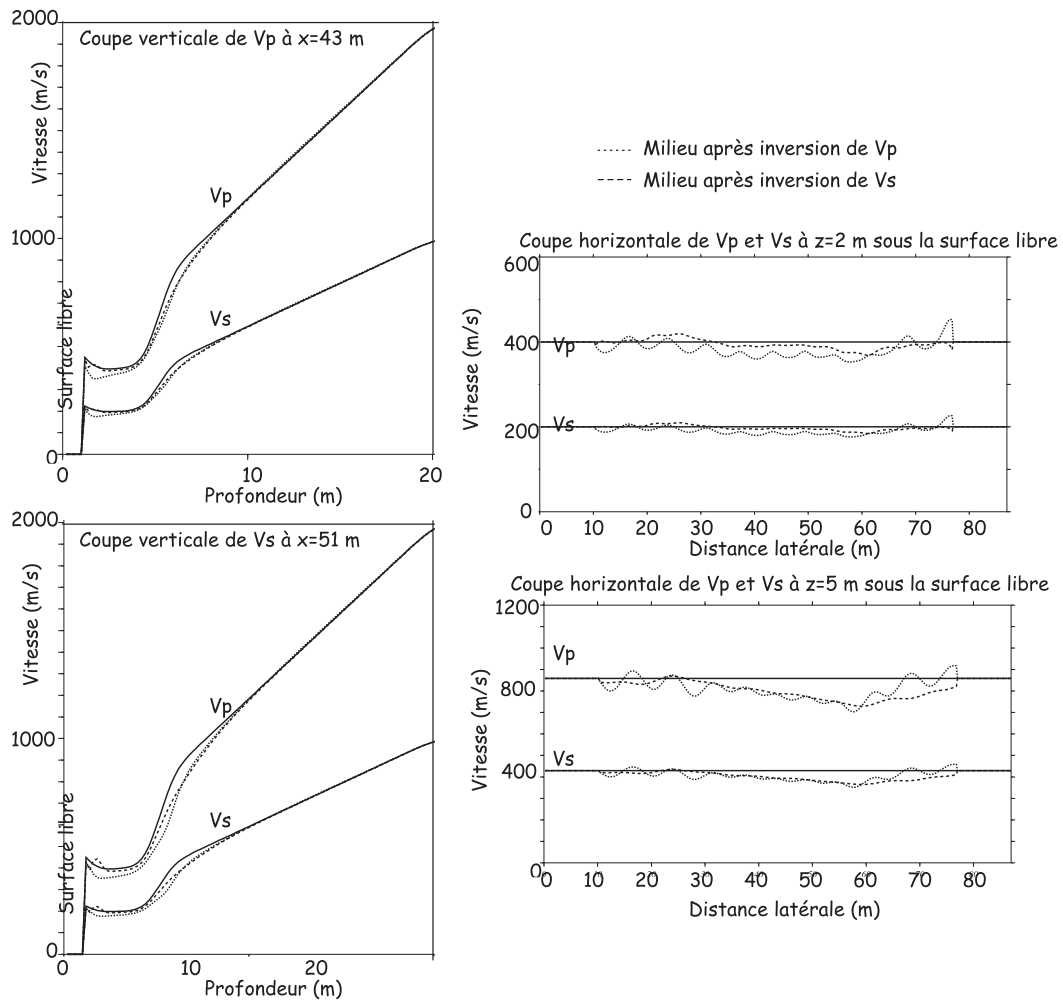 2000
Coupe verticale de Vp à x=43 m
Vitesse (m/s)
Vp
1000
Vs
Surface libre
0
0
10
20
Profondeur (m)
2000
Coupe verticale de Vs à x=51 m
Vitesse (m/s)
Vp
1000
Vs
Surface libre
0
0
10
20
Profondeur (m)
Milieu après inversion de Vp
Milieu après inversion de Vs
Coupe horizontale de Vp et Vs à z=2 m sous la surface libre
600
400
Vp
Vitesse (m/s)
200
Vs
0
0 10 20 30 40 50 60 70 80
Distance latérale (m)
Coupe horizontale de Vp et Vs à z=5 m sous la surface libre
1200
Vp
800
Vitesse (m/s)
Vs
400
0
0 10 20 30 40 50 60 70 80
Distance latérale (m)